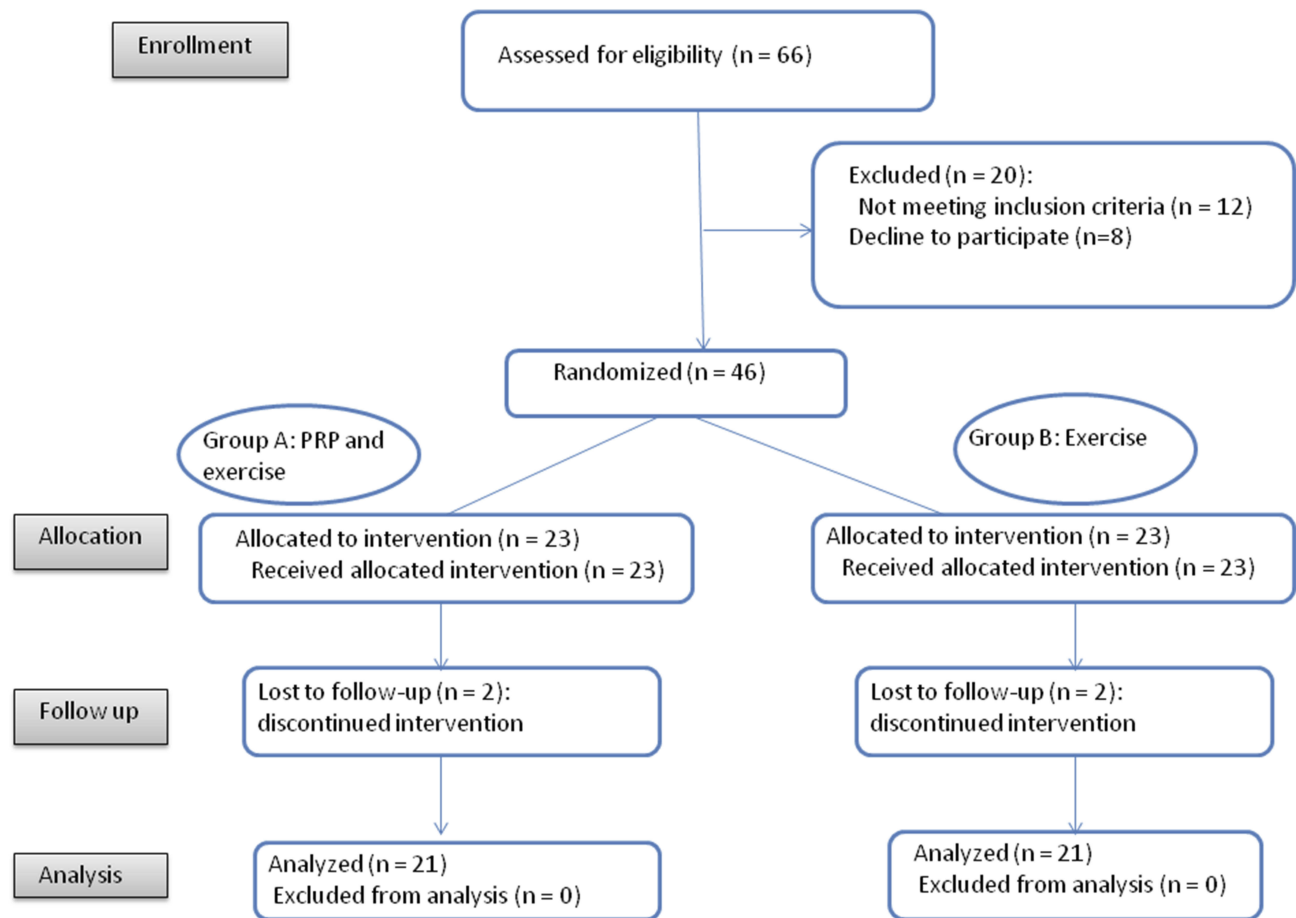 Enrollment
Assessed for eligibility (n = 66)
Excluded (n = 20):
Not meeting inclusion criteria (n = 12)
Decline to participate (n=8)
Randomized (n = 46)
Group A: PRP and
exercise
Group B: Exercise
Allocation
Allocated to intervention (n = 23)
Received allocated intervention (n = 23)
Allocated to intervention (n = 23)
Received allocated intervention (n = 23)
Follow up
Lost to follow-up (n = 2):
discontinued intervention
Lost to follow-up (n = 2):
discontinued intervention
Analysis
Analyzed (n = 21)
Excluded from analysis (n = 0)
Analyzed (n = 21)
Excluded from analysis (n = 0)